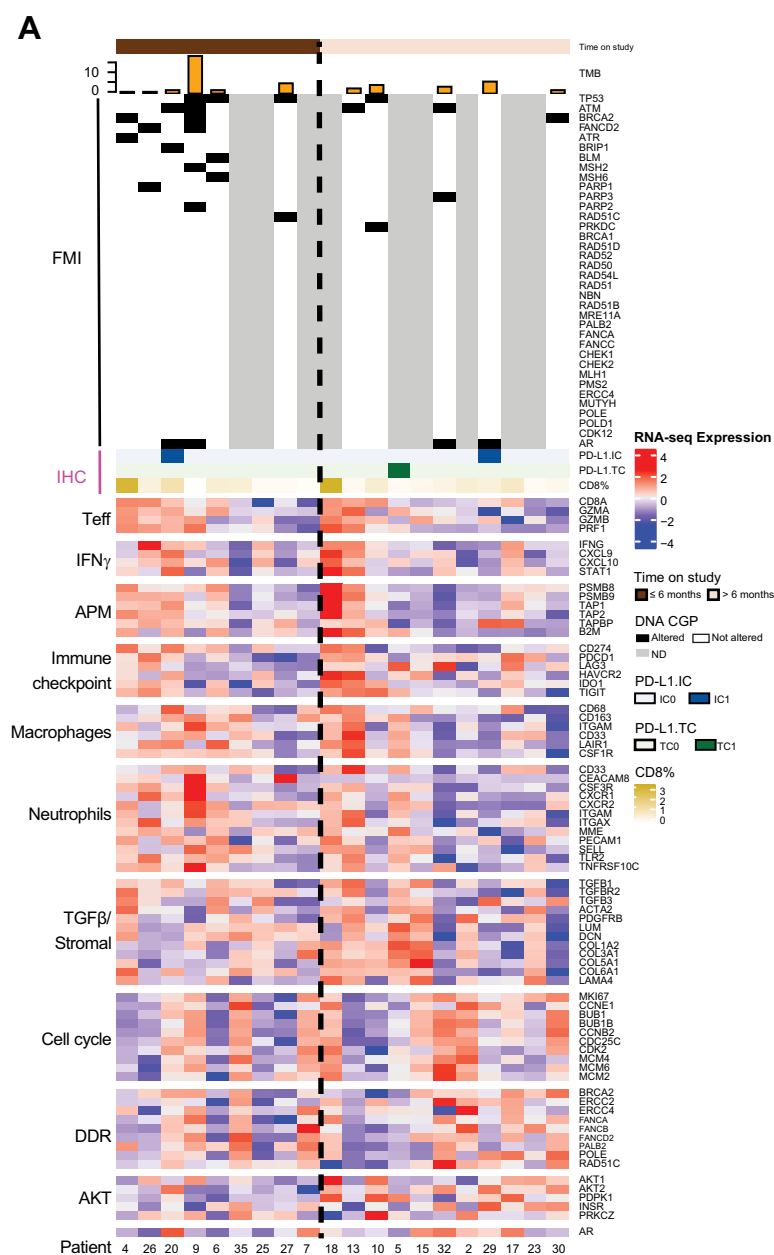 A
Time on study
10
0
TMB
FMI
TP53
ATM
BRCA2
FANCD2
ATR
BRIP1
BLM
MSH2
MSH6
PARP1
PARP3
PARP2
RAD51C
PRKDC
BRCA1
RAD51D
RAD52
RAD50
RAD54L
RAD51
NBN
RAD51B
MRE11A
PALB2
FANCA
FANCC
CHEK1
CHEK2
MLH1
PMS2
ERCC4
MUTYH
POLE
POLD1
CDK12
AR
IHC
PD-L1.IC
PD-L1.TC
CD8%
Teff
CD8A
GZMA
GZMB
PRF1
IFNγ
IFNG
CXCL9
CXCL10
STAT1
APM
PSMB8
PSMB9
TAP1
TAP2
TAPBP
B2M
Immune
checkpoint
CD274
PDCD1
LAG3
HAVCR2
IDO1
TIGIT
Macrophages
CD68
CD163
ITGAM
CD33
LAIR1
CSF1R
Neutrophils
CD33
CEACAM8
CSF3R
CXCR1
CXCR2
ITGAM
ITGAX
MME
PECAM1
SELL
TLR2
TNFRSF10C
TGFβ/
Stromal
TGFB1
TGFBR2
TGFB3
ACTA2
PDGFRB
LUM
DCN
COL1A2
COL3A1
COL5A1
COL6A1
LAMA4
Cell cycle
MKI67
CCNE1
BUB1
BUB1B
CCNB2
CDC25C
CDK2
MCM4
MCM6
MCM2
DDR
BRCA2
ERCC2
ERCC4
FANCA
FANCB
FANCD2
PALB2
POLE
RAD51C
AKT
AKT1
AKT2
PDPK1
INSR
PRKCZ
AR
Patient 4 26 20 9 6 35 25 27 7 18 13 10 5 15 32 2 29 17 23 30
RNA-seq Expression
4
2
0
−2
−4
Time on study
≤ 6 months > 6 months
DNA CGP
Altered Not altered
ND
PD-L1.IC
IC0 IC1
PD-L1.TC
TC0 TC1
CD8%
3
2
1
0